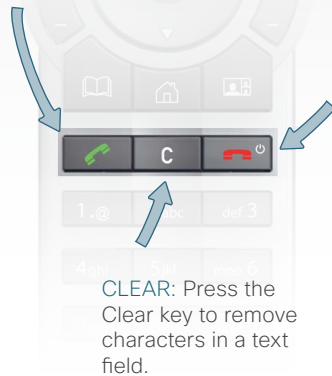 C
1.@ abc def 3
4ghi 5jkl mno 6
CLEAR: Press the
Clear key to remove
characters in a text
field.